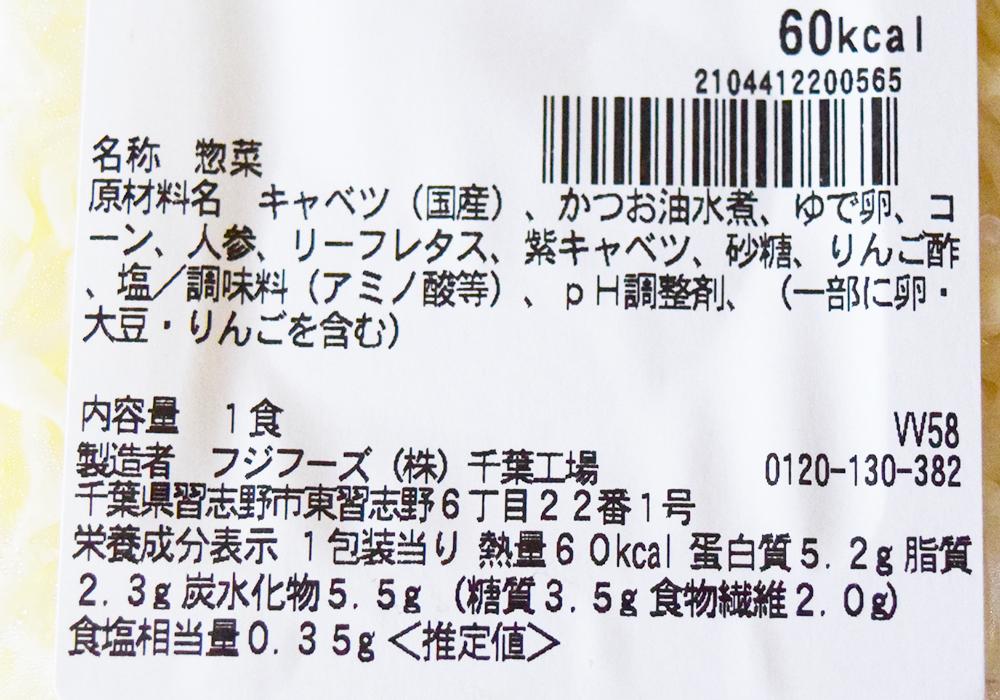 60kcal
2104412200565
名称　惣菜
原材料名　キャベツ（国産）、かつお油水煮、ゆで卵、コ
ーン、人参、リーフレタス、紫キャベツ、砂糖、りんご酢
、塩／調味料（アミノ酸等）、ｐＨ調整剤、（一部に卵・
大豆・りんごを含む）
内容量　１食
VV58
製造者　フジフーズ（株）千葉工場
0120-130-382
千葉県習志野市東習志野６丁目２２番１号
栄養成分表示　１包装当り　熱量６０kcal　蛋白質５.２g　脂質
２.３g　炭水化物５.５g　（糖質３.５g　食物繊維２.０g）
食塩相当量０.３５g＜推定値＞